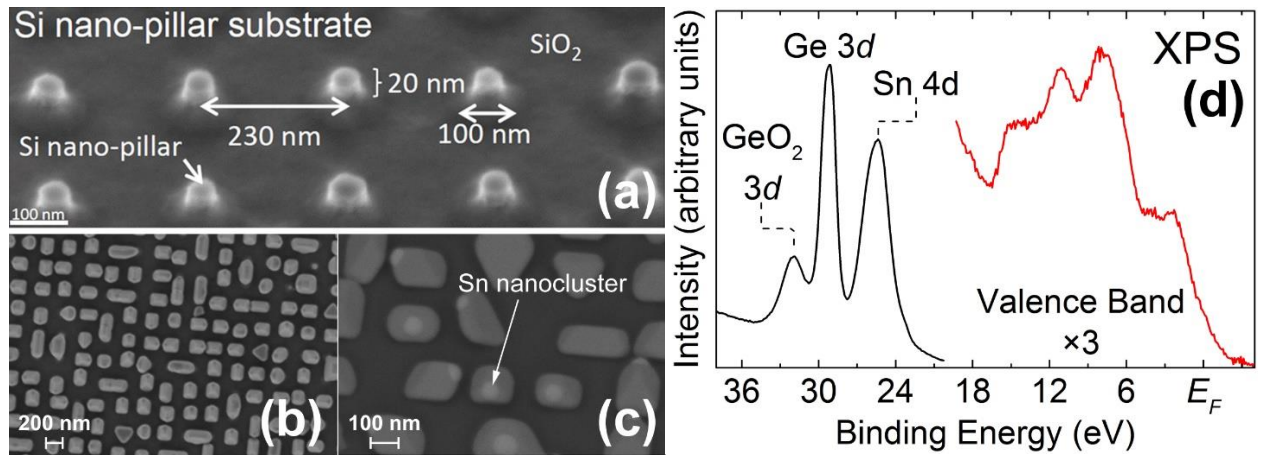 Si nano-pillar substrate
SiO₂
20 nm
230 nm
100 nm
Si nano-pillar
100 nm
(a)
(b)
200 nm
Sn nanocluster
(c)
100 nm
XPS
(d)
Ge 3d
Sn 4d
GeO₂
3d
Valence Band
×3
Intensity (arbitrary units)
36 30 24 18 12 6 E_F
Binding Energy (eV)